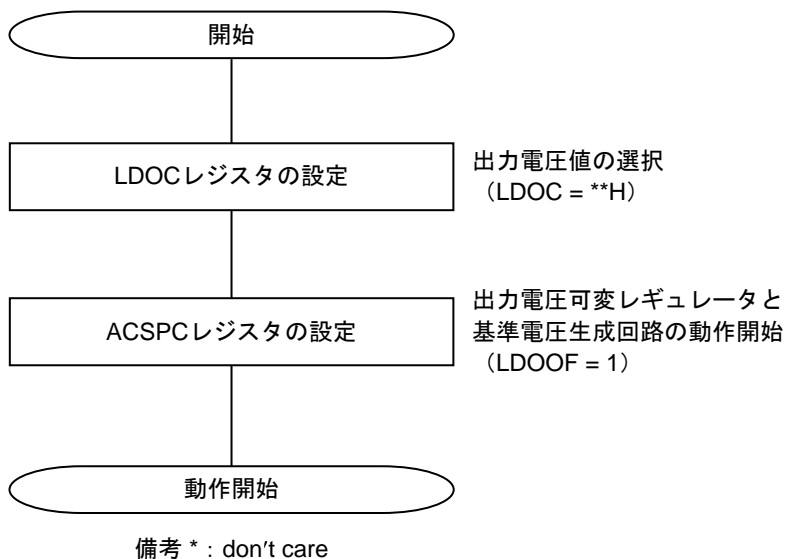 開始
LDOCレジスタの設定
出力電圧値の選択
（LDOC = **H）
ACSPCレジスタの設定
出力電圧可変レギュレータと
基準電圧生成回路の動作開始
（LDOOF = 1）
動作開始
備考 *：don't care